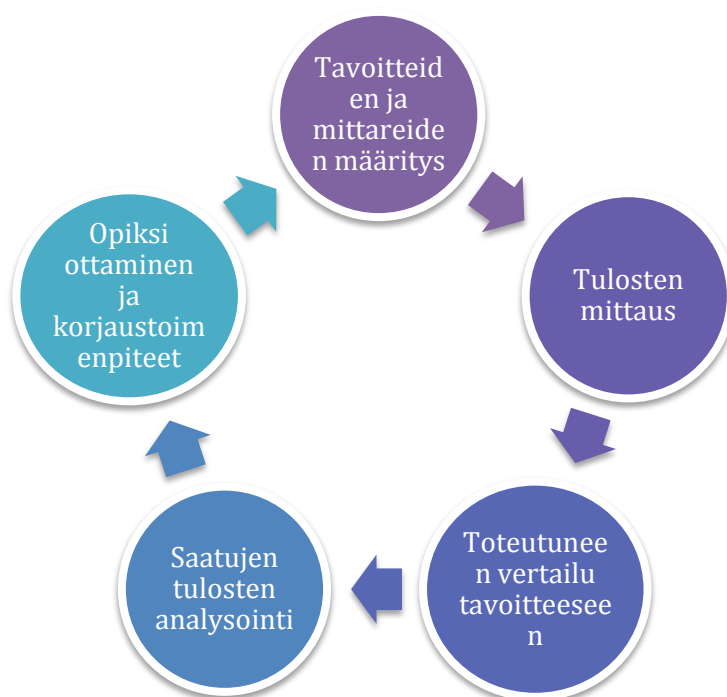 Tavoitteid
en ja
mittareide
n määritys
Tulosten
mittaus
Toteutunee
n vertailu
tavoitteesee
n
Saatujen
tulosten
analysointi
Opiksi
ottaminen
ja
korjaustoim
enpiteet